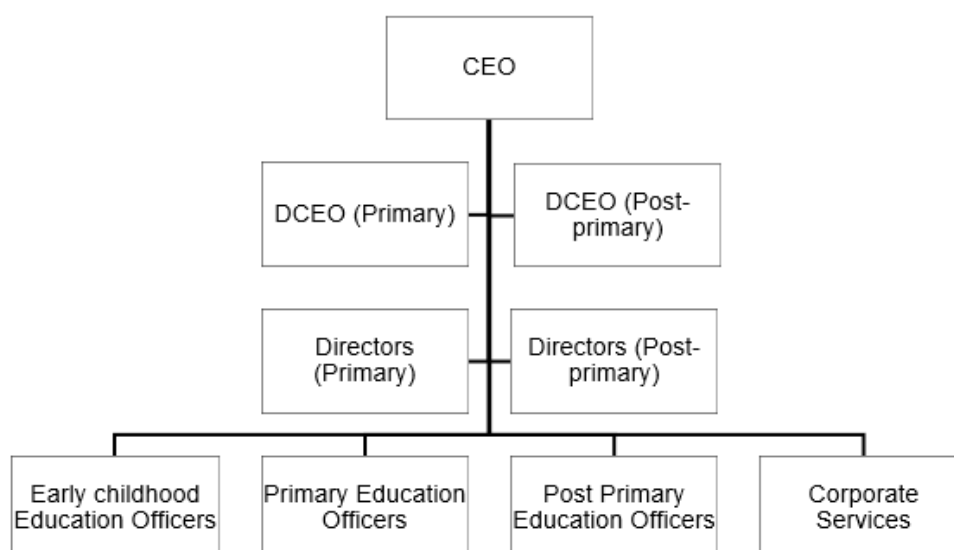 CEO
DCEO (Primary)
DCEO (Post-
primary)
Directors
(Primary)
Directors (Post-
primary)
Early childhood
Education Officers
Primary Education
Officers
Post Primary
Education Officers
Corporate
Services